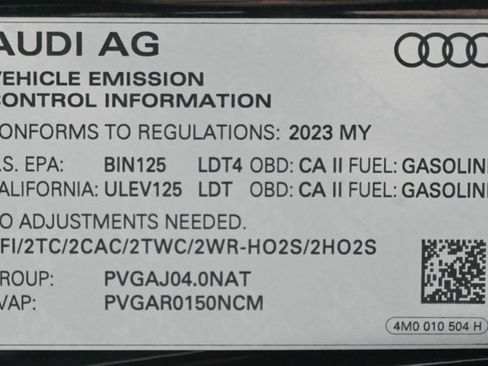 AUDI AG
VEHICLE EMISSION
CONTROL INFORMATION
CONFORMS TO REGULATIONS: 2023 MY
U.S. EPA: BIN125 LDT4 OBD: CA II FUEL: GASOLINE
CALIFORNIA: ULEV125 LDT OBD: CA II FUEL: GASOLINE
NO ADJUSTMENTS NEEDED.
FI/2TC/2CAC/2TWC/2WR-HO2S/2HO2S
GROUP: PVGAJ04.0NAT
EVAP: PVGAR0150NCM
4M0 010 504 H